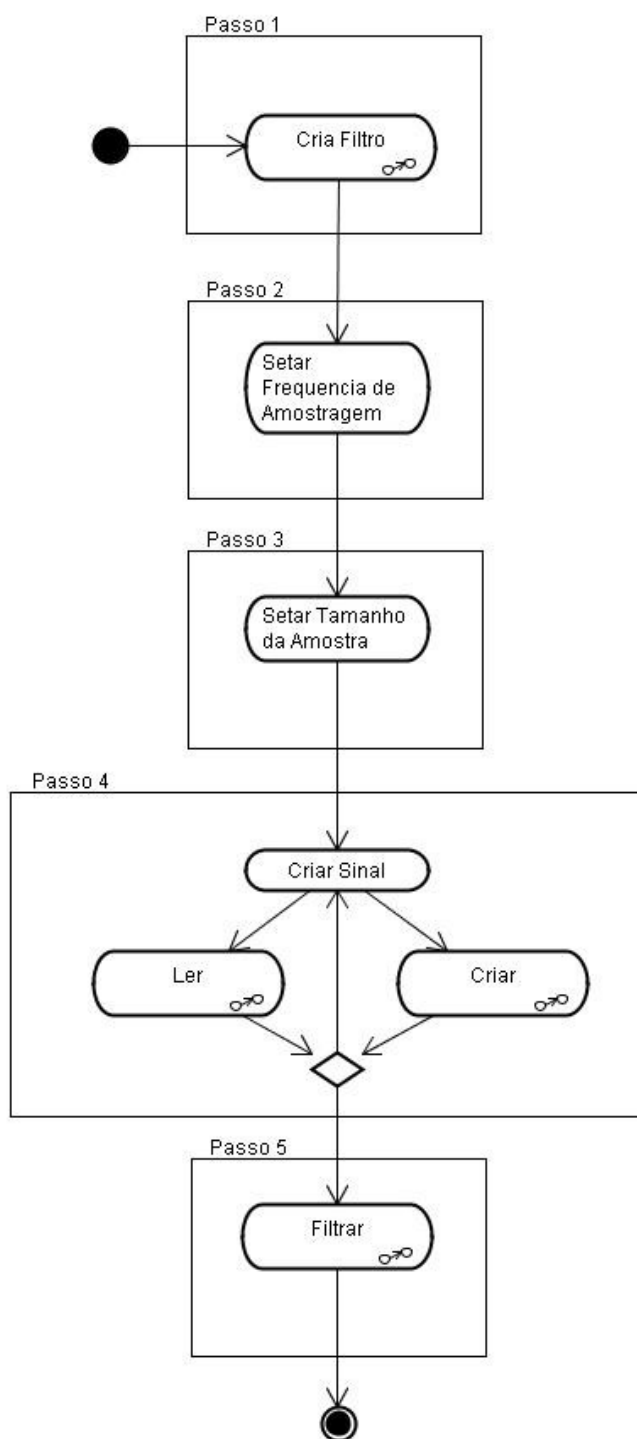 Passo 1
Cria Filtro
Passo 2
Setar
Frequencia de
Amostragem
Passo 3
Setar Tamanho
da Amostra
Passo 4
Criar Sinal
Ler
Criar
Passo 5
Filtrar